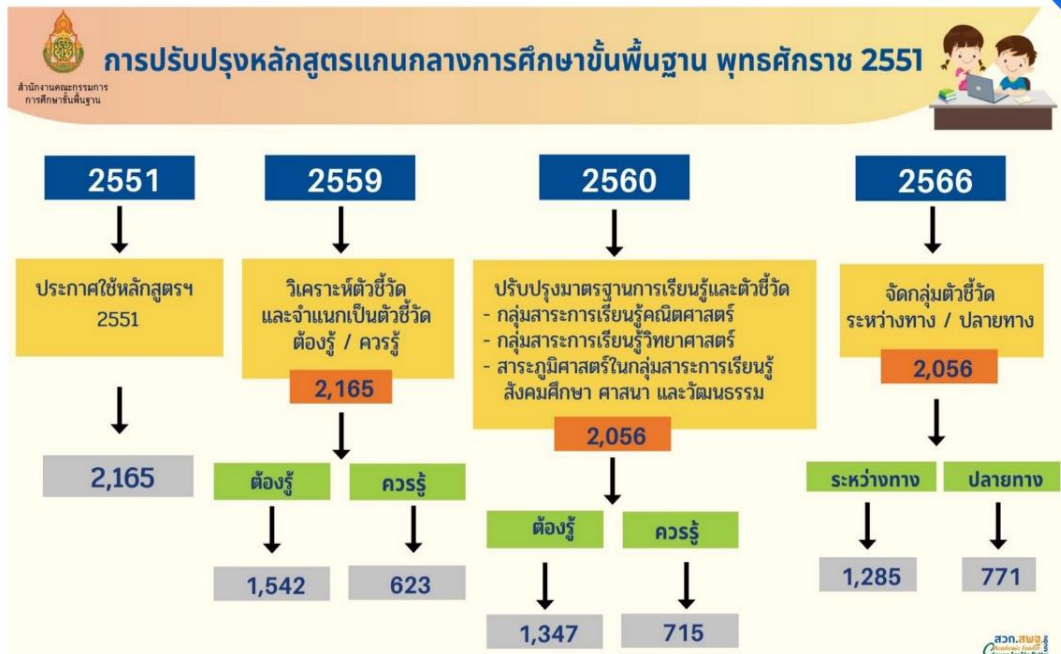 การปรับปรุงหลักสูตรแกนกลางการศึกษาขั้นพื้นฐาน พุทธศักราช 2551
สำนักงานคณะกรรมการ
การศึกษาขั้นพื้นฐาน
2551
ประกาศใช้หลักสูตรฯ
2551
2,165
2559
วิเคราะห์ตัวชี้วัด
และจำแนกเป็นตัวชี้วัด
ต้องรู้ / ควรรู้
2,165
ต้องรู้
ควรรู้
1,542
623
2560
ปรับปรุงมาตรฐานการเรียนรู้และตัวชี้วัด
- กลุ่มสาระการเรียนรู้คณิตศาสตร์
- กลุ่มสาระการเรียนรู้วิทยาศาสตร์
- สาระภูมิศาสตร์ในกลุ่มสาระการเรียนรู้
สังคมศึกษา ศาสนา และวัฒนธรรม
2,056
ต้องรู้
ควรรู้
1,347
715
2566
จัดกลุ่มตัวชี้วัด
ระหว่างทาง / ปลายทาง
2,056
ระหว่างทาง
ปลายทาง
1,285
771
สวก.สพฐ.